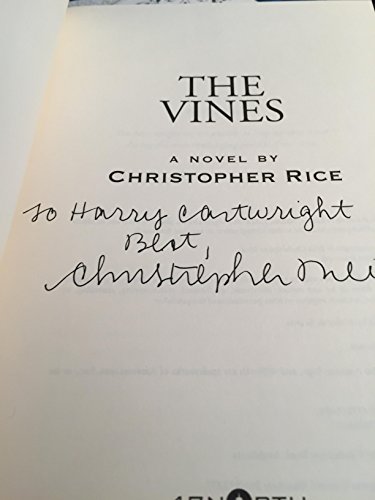 THE
VINES
A NOVEL BY
CHRISTOPHER RICE
To Harry Cartwright
Best,
Christopher Rice